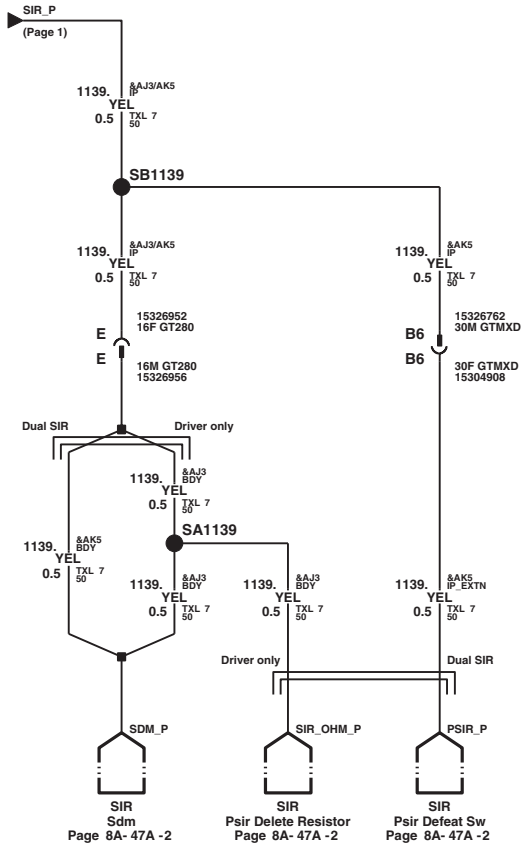 SIR_P
(Page 1)
1139.
YEL
0.5
&AJ3/AK5
IP
TXL 7
50
SB1139
1139.
YEL
0.5
&AJ3/AK5
IP
TXL 7
50
1139.
YEL
0.5
&AK5
IP
TXL 7
50
E
15326952
16F GT280
E
16M GT280
15326956
B6
15326762
30M GTMXD
B6
30F GTMXD
15304908
Dual SIR
Driver only
1139.
YEL
0.5
&AJ3
BDY
TXL 7
50
SA1139
1139.
YEL
0.5
&AK5
BDY
TXL 7
50
1139.
YEL
0.5
&AJ3
BDY
TXL 7
50
1139.
YEL
0.5
&AJ3
BDY
TXL 7
50
1139.
YEL
0.5
&AK5
IP_EXTN
TXL 7
50
Driver only
Dual SIR
SDM_P
SIR_OHM_P
PSIR_P
SIR
Sdm
Page 8A- 47A -2
SIR
Psir Delete Resistor
Page 8A- 47A -2
SIR
Psir Defeat Sw
Page 8A- 47A -2